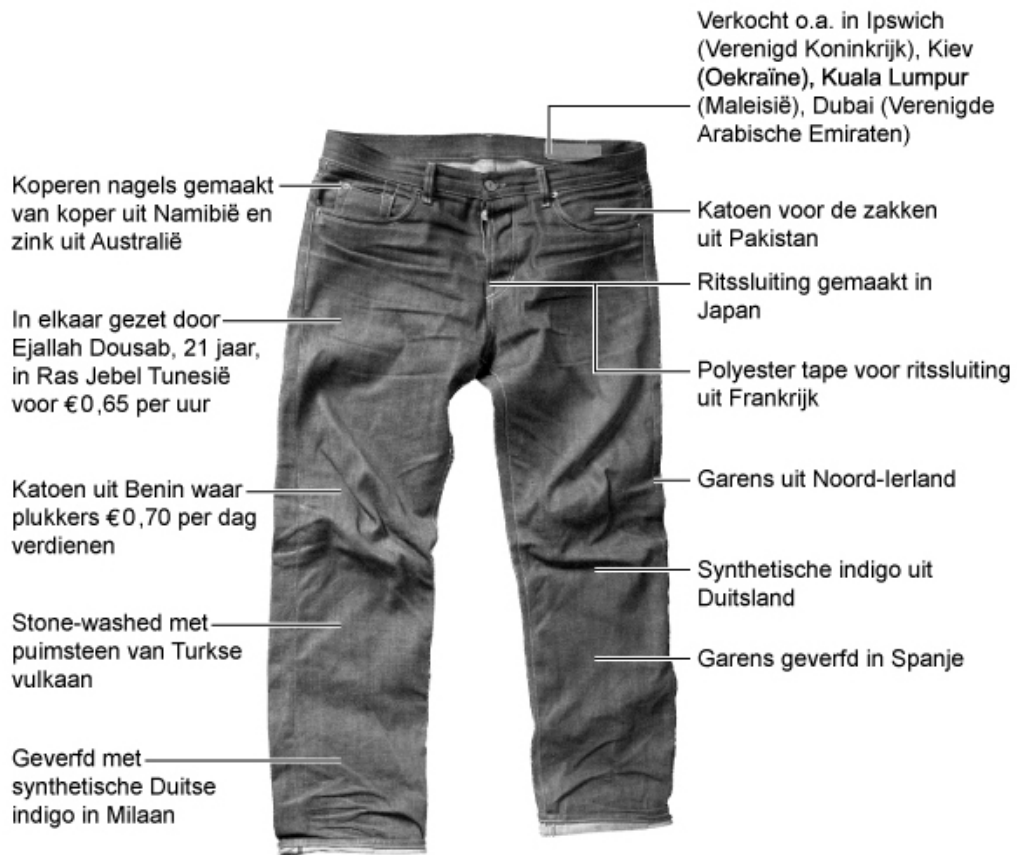 Verkocht o.a. in Ipswich
(Verenigd Koninkrijk), Kiev
(Oekraïne), Kuala Lumpur
(Maleisië), Dubai (Verenigde
Arabische Emiraten)
Koperen nagels gemaakt
van koper uit Namibië en
zink uit Australië
In elkaar gezet door
Ejallah Dousab, 21 jaar,
in Ras Jebel Tunesië
voor €0,65 per uur
Katoen uit Benin waar
plukkers €0,70 per dag
verdienen
Stone-washed met
puimsteen van Turkse
vulkaan
Geverfd met
synthetische Duitse
indigo in Milaan
Katoen voor de zakken
uit Pakistan
Ritssluiting gemaakt in
Japan
Polyester tape voor ritssluiting
uit Frankrijk
Garens uit Noord-Ierland
Synthetische indigo uit
Duitsland
Garens geverfd in Spanje